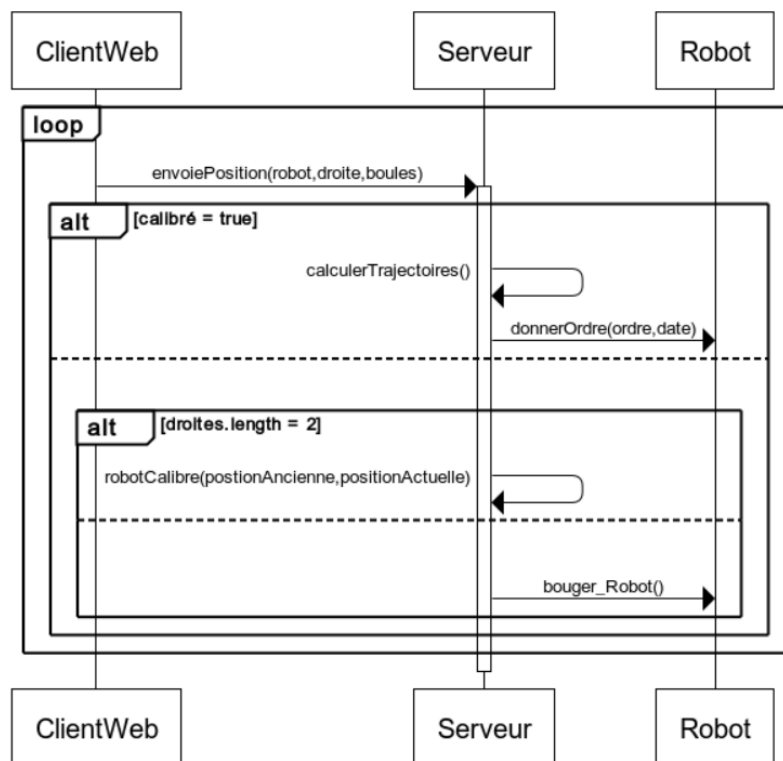 ClientWeb
Serveur
Robot
loop
envoiePosition(robot,droite,boules)
alt
[calibré = true]
calculerTrajectoires()
donnerOrdre(ordre,date)
alt
[droites.length = 2]
robotCalibre(postionAncienne,positionActuelle)
bouger_Robot()
ClientWeb
Serveur
Robot